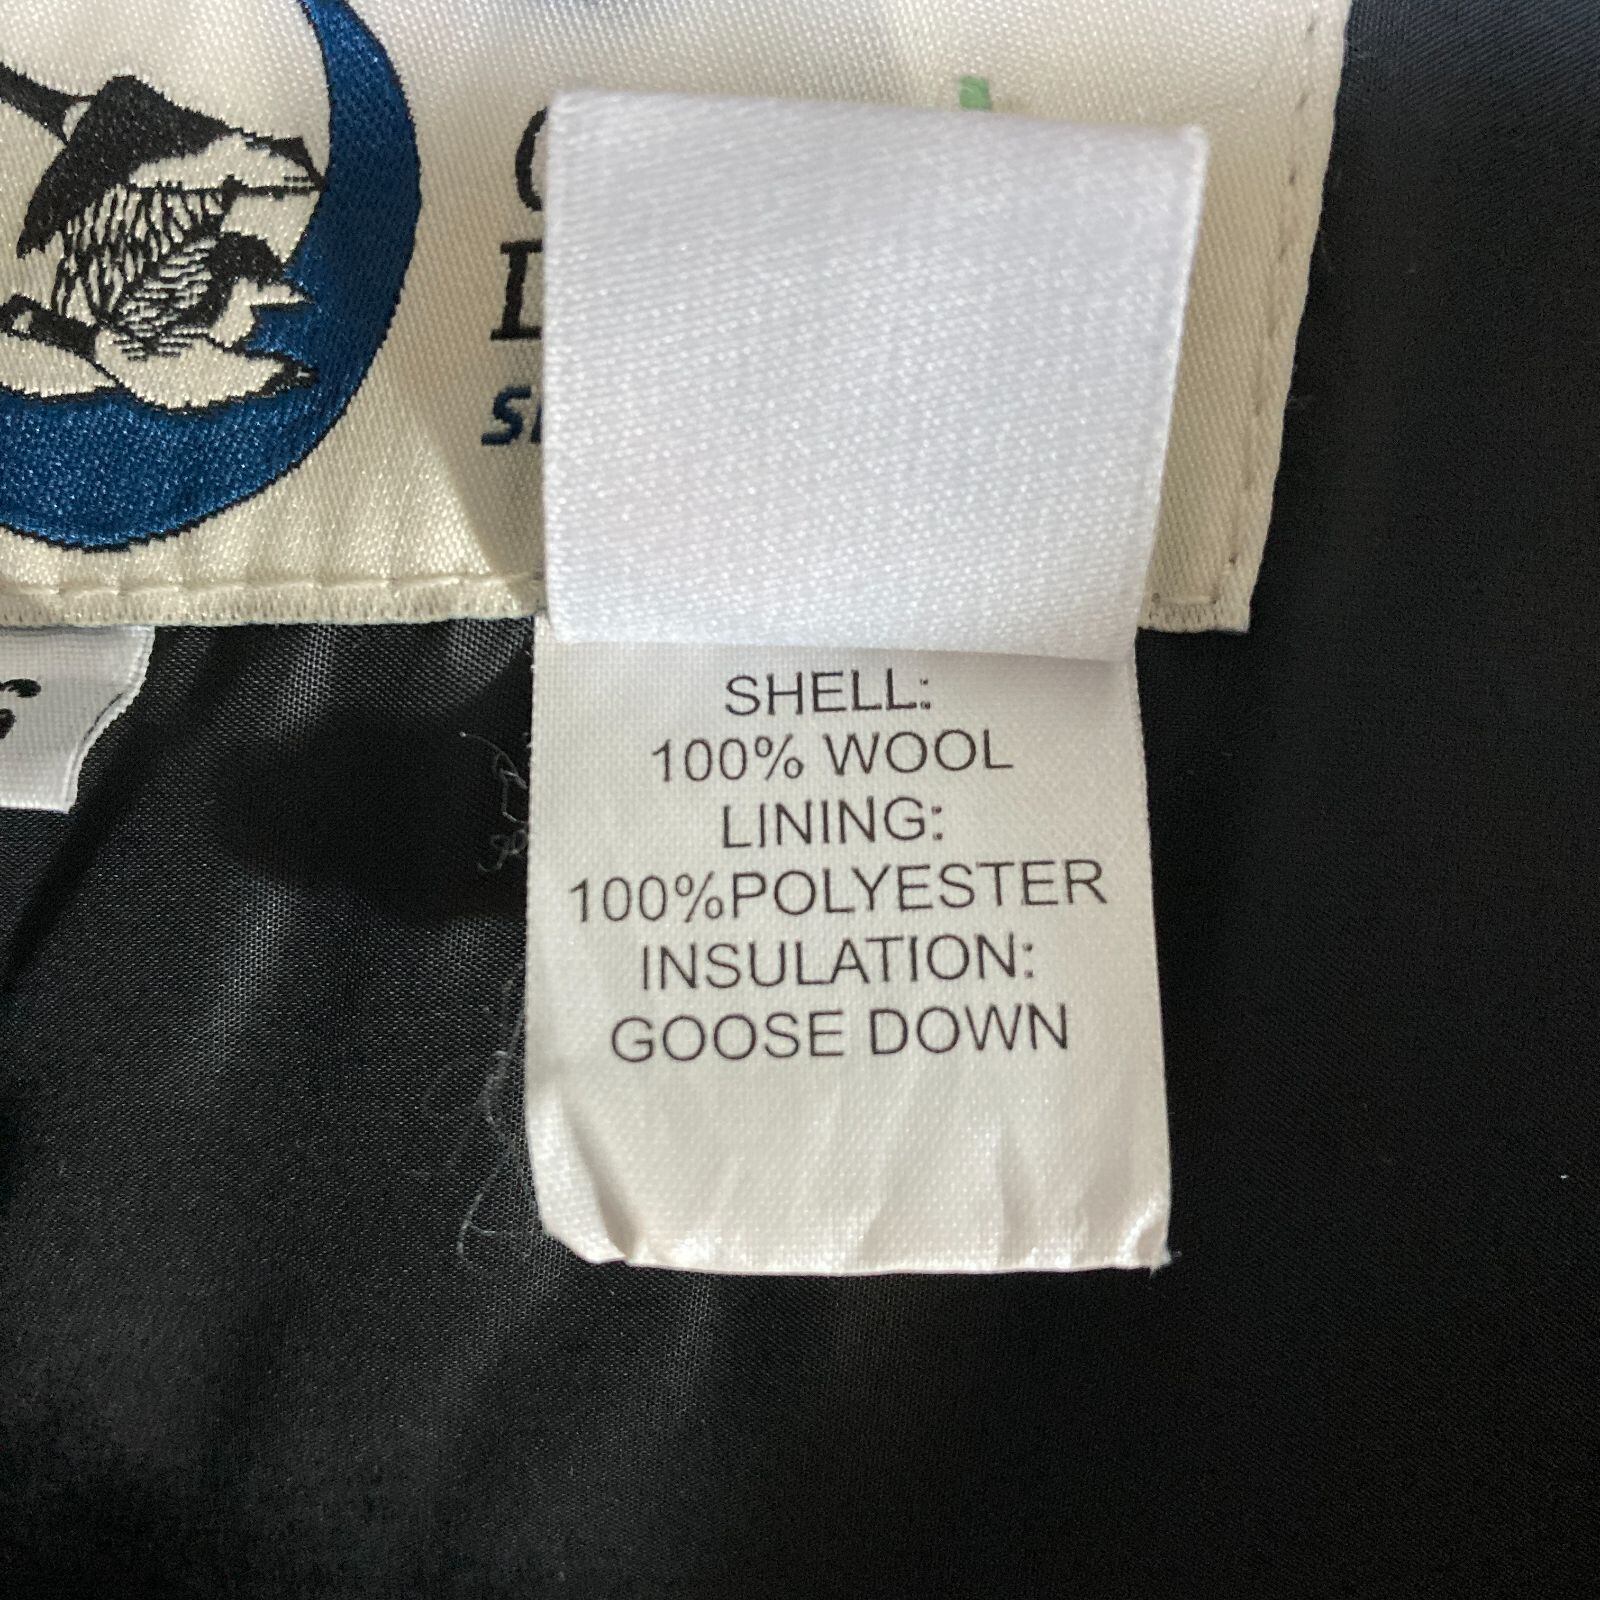 SHELL:
100% WOOL
LINING:
100%POLYESTER
INSULATION:
GOOSE DOWN